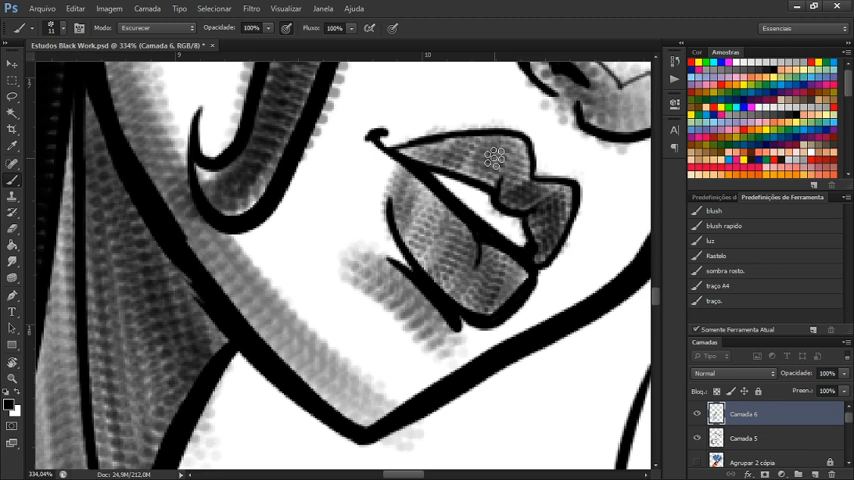 Ps
Arquivo Editar Imagem Camada Tipo Selecionar Filtro Visualizar Janela Ajuda
11 Modo: Escurecer Opacidade: 100% Fluxo: 100% Essenciais
Estudos Black Work.psd @ 334% (Camada 6, RGB/8) *
9 10
Cor Amostras
Predefinições de Ferramenta
blush
blush rapido
luz
Rastelo
sombra rosto.
traço A4
traço.
Somente Ferramenta Atual
Camadas
Tipo
Normal Opacidade: 100%
Bloq.: 100%
Camada 6
Camada 5
Agrupar 2 cópia
334,04% Doc: 24,9M/212,0M